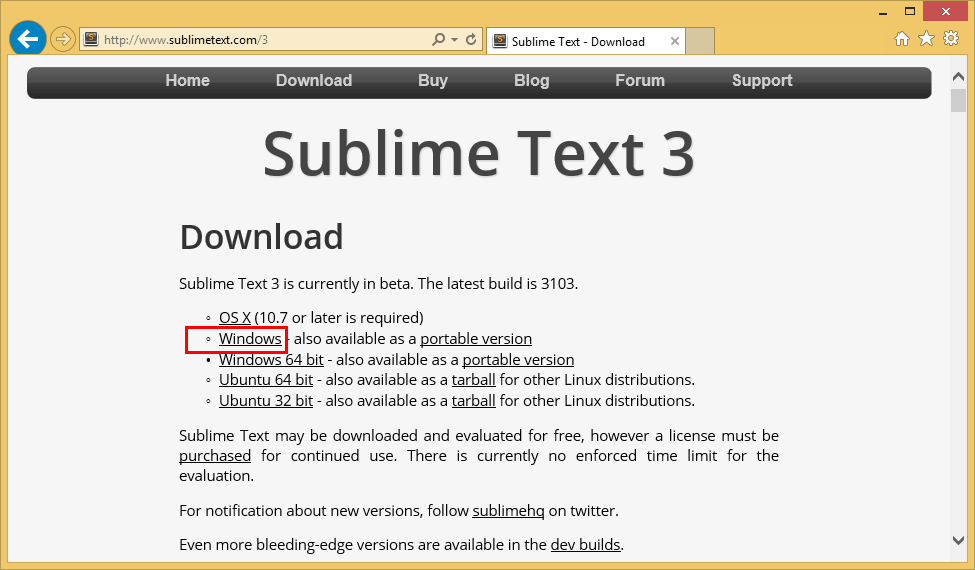 http://www.sublimetext.com/3
Sublime Text - Download
Home Download Buy Blog Forum Support
Sublime Text 3
Download
Sublime Text 3 is currently in beta. The latest build is 3103.
◦ OS X (10.7 or later is required)
◦ Windows - also available as a portable version
• Windows 64 bit - also available as a portable version
◦ Ubuntu 64 bit - also available as a tarball for other Linux distributions.
◦ Ubuntu 32 bit - also available as a tarball for other Linux distributions.
Sublime Text may be downloaded and evaluated for free, however a license must be
purchased for continued use. There is currently no enforced time limit for the
evaluation.
For notification about new versions, follow sublimehq on twitter.
Even more bleeding-edge versions are available in the dev builds.